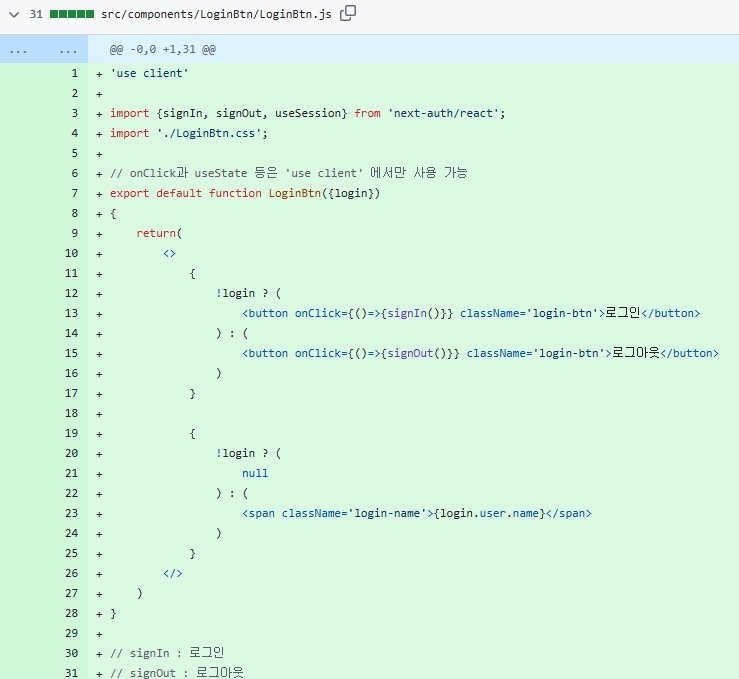 31 src/components/LoginBtn/LoginBtn.js
... ... @@ -0,0 +1,31 @@
1 + 'use client'
2 +
3 + import {signIn, signOut, useSession} from 'next-auth/react';
4 + import './LoginBtn.css';
5 +
6 + // onClick과 useState 등은 'use client' 에서만 사용 가능
7 + export default function LoginBtn({login})
8 + {
9 +     return(
10 +         <>
11 +             {
12 +                 !login ? (
13 +                     <button onClick={()=>{signIn()}} className='login-btn'>로그인</button>
14 +                 ) : (
15 +                     <button onClick={()=>{signOut()}} className='login-btn'>로그아웃</button>
16 +                 )
17 +             }
18 +
19 +             {
20 +                 !login ? (
21 +                     null
22 +                 ) : (
23 +                     <span className='login-name'>{login.user.name}</span>
24 +                 )
25 +             }
26 +         </>
27 +     )
28 + }
29 +
30 + // signIn : 로그인
31 + // signOut : 로그아웃